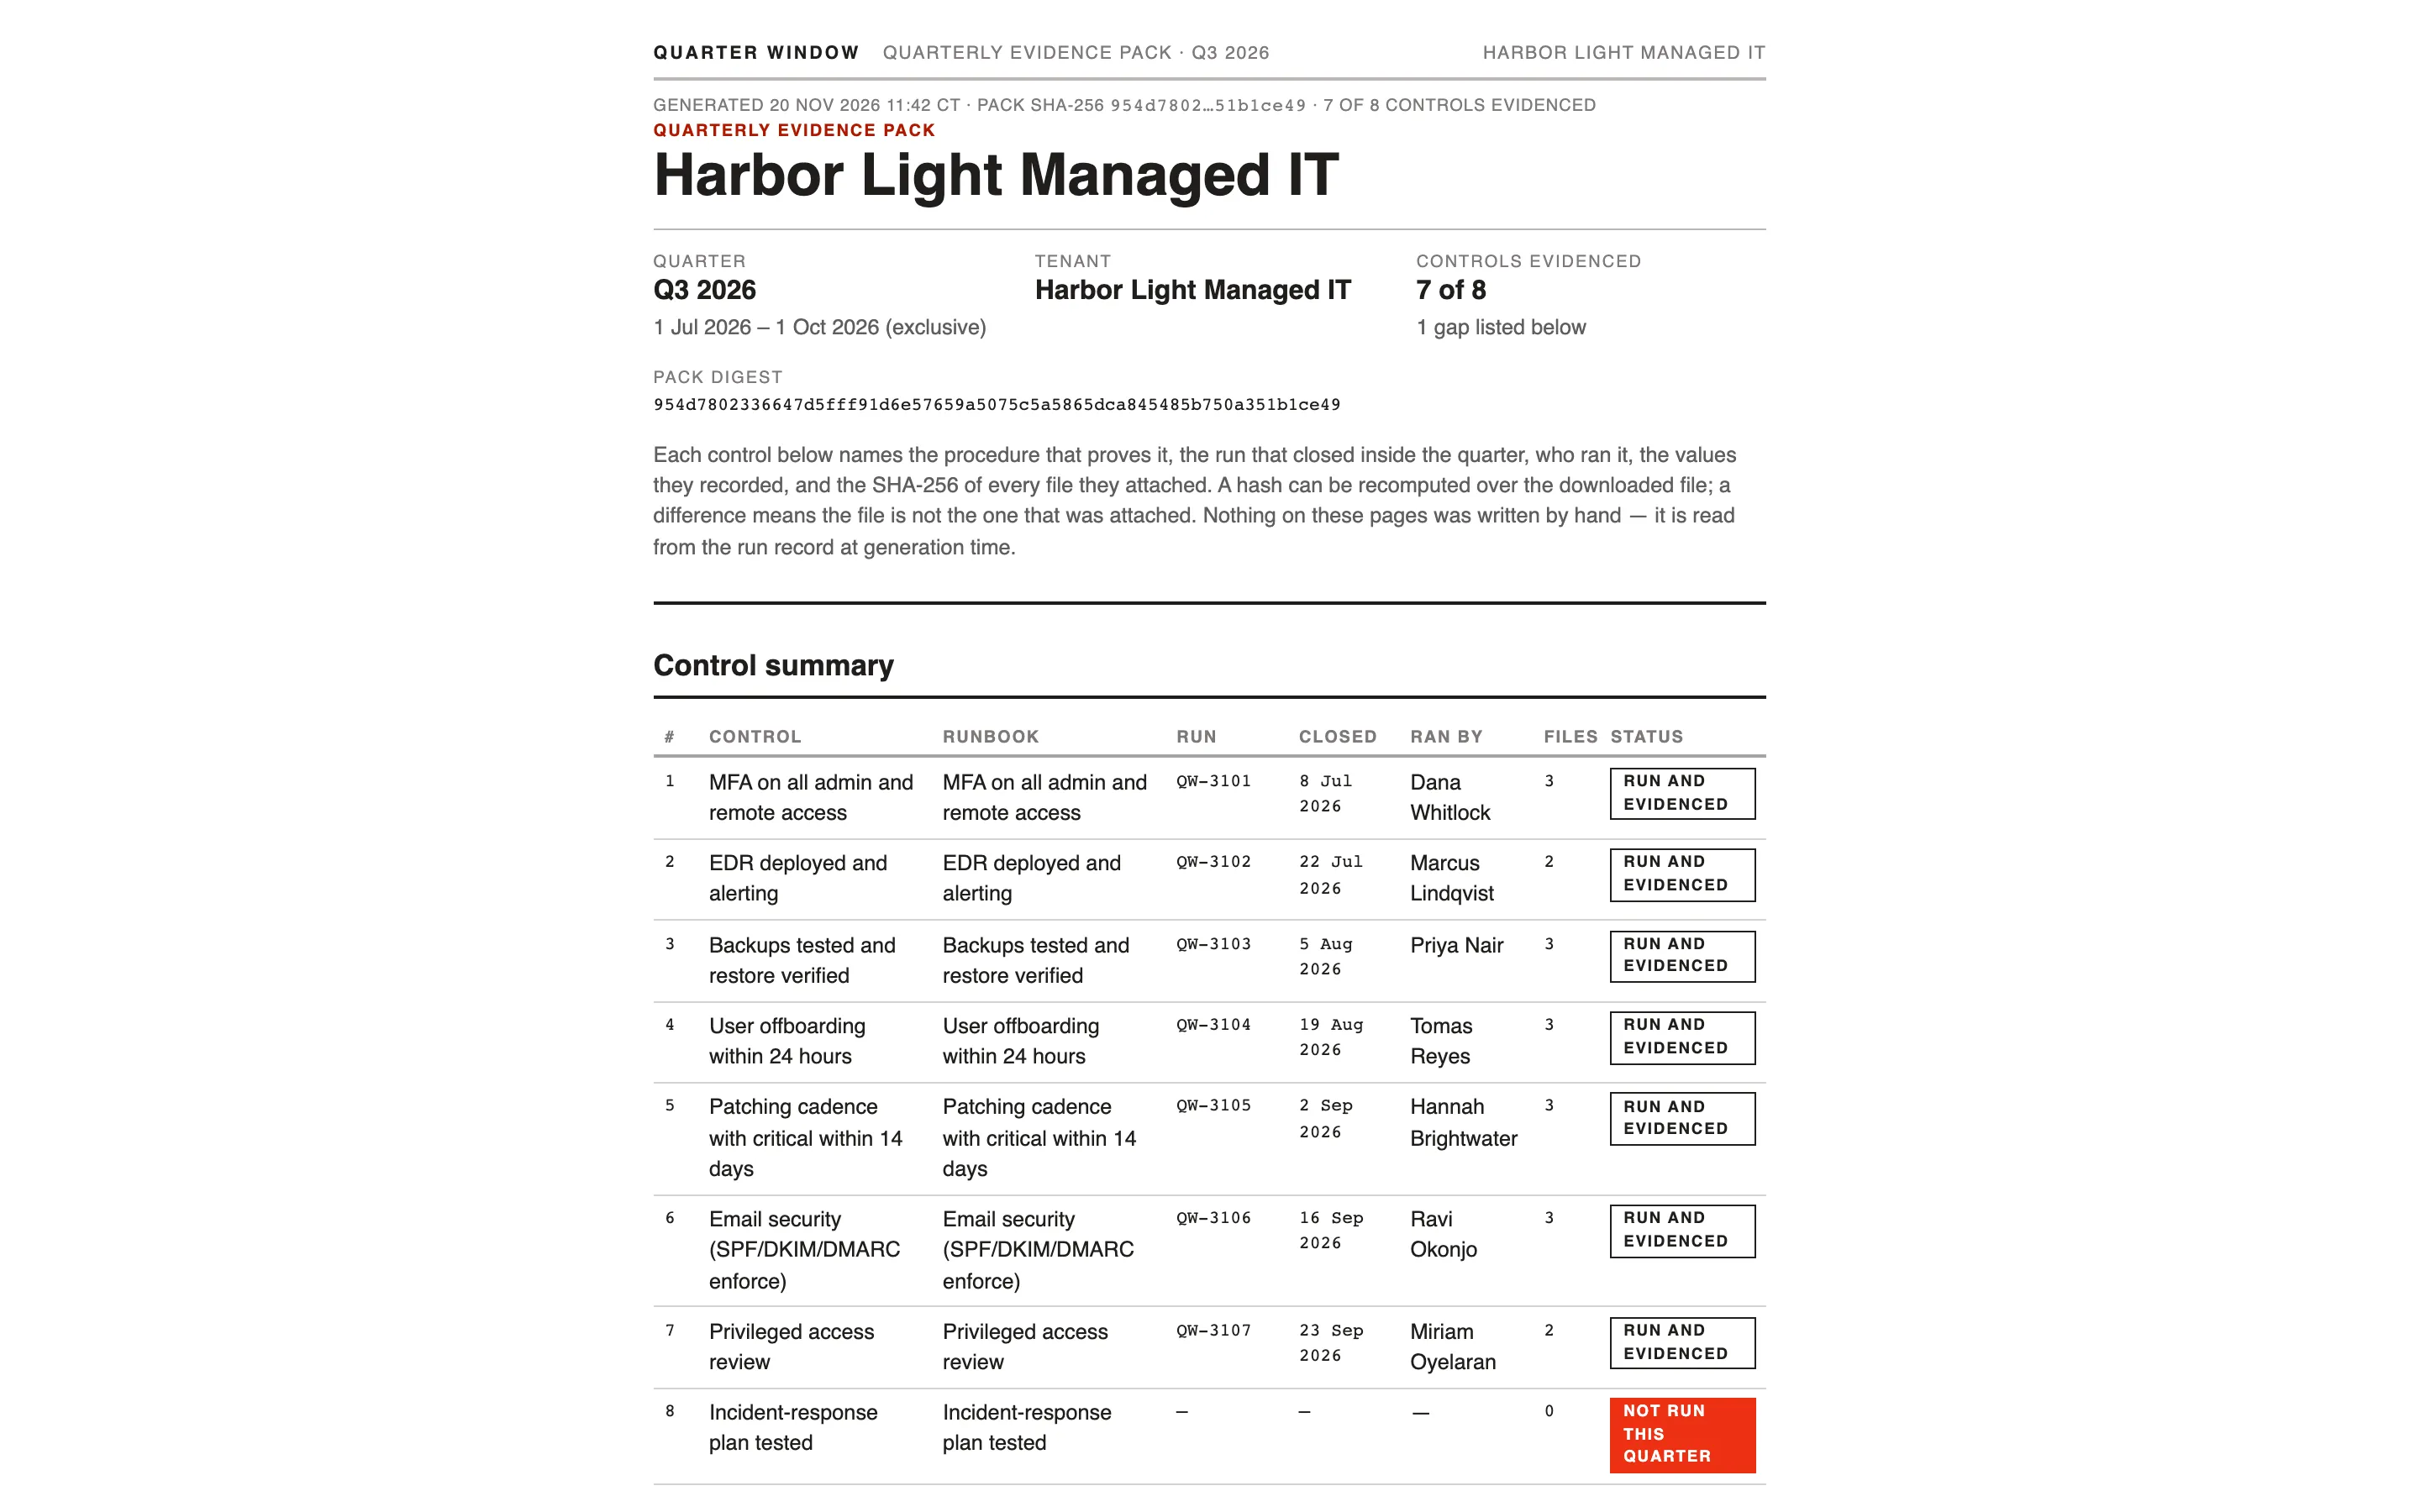 QUARTER WINDOW QUARTERLY EVIDENCE PACK · Q3 2026 HARBOR LIGHT MANAGED IT
GENERATED 20 NOV 2026 11:42 CT · PACK SHA-256 954d7802…51b1ce49 · 7 OF 8 CONTROLS EVIDENCED
QUARTERLY EVIDENCE PACK
Harbor Light Managed IT
QUARTER TENANT CONTROLS EVIDENCED
Q3 2026 Harbor Light Managed IT 7 of 8
1 Jul 2026 – 1 Oct 2026 (exclusive) 1 gap listed below
PACK DIGEST
954d7802336647d5fff91d6e57659a5075c5a5865dca845485b750a351b1ce49
Each control below names the procedure that proves it, the run that closed inside the quarter, who ran it, the values
they recorded, and the SHA-256 of every file they attached. A hash can be recomputed over the downloaded file; a
difference means the file is not the one that was attached. Nothing on these pages was written by hand — it is read
from the run record at generation time.
Control summary
# CONTROL RUNBOOK RUN CLOSED RAN BY FILES STATUS
1 MFA on all admin and MFA on all admin and QW-3101 8 Jul Dana 3 RUN AND
remote access remote access 2026 Whitlock EVIDENCED
2 EDR deployed and EDR deployed and QW-3102 22 Jul Marcus 2 RUN AND
alerting alerting 2026 Lindqvist EVIDENCED
3 Backups tested and Backups tested and QW-3103 5 Aug Priya Nair 3 RUN AND
restore verified restore verified 2026 EVIDENCED
4 User offboarding User offboarding QW-3104 19 Aug Tomas 3 RUN AND
within 24 hours within 24 hours 2026 Reyes EVIDENCED
5 Patching cadence Patching cadence QW-3105 2 Sep Hannah 3 RUN AND
with critical within 14 with critical within 14 2026 Brightwater EVIDENCED
days days
6 Email security Email security QW-3106 16 Sep Ravi 3 RUN AND
(SPF/DKIM/DMARC (SPF/DKIM/DMARC 2026 Okonjo EVIDENCED
enforce) enforce)
7 Privileged access Privileged access QW-3107 23 Sep Miriam 2 RUN AND
review review 2026 Oyelaran EVIDENCED
8 Incident-response Incident-response — — — 0 NOT RUN
plan tested plan tested THIS
QUARTER